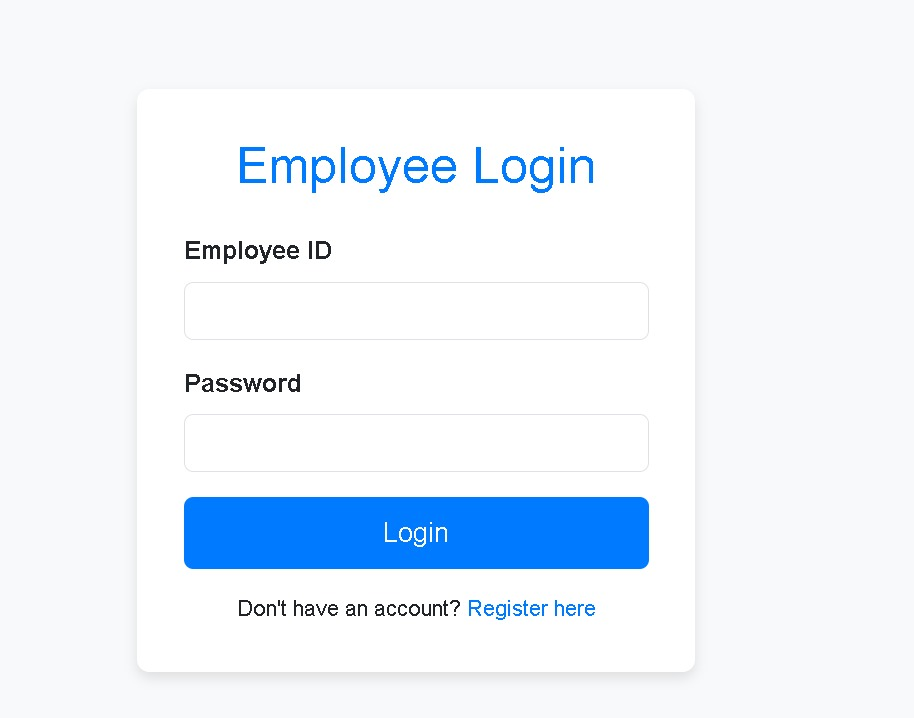 Employee Login
Employee ID
Password
Login
Don't have an account? Register here